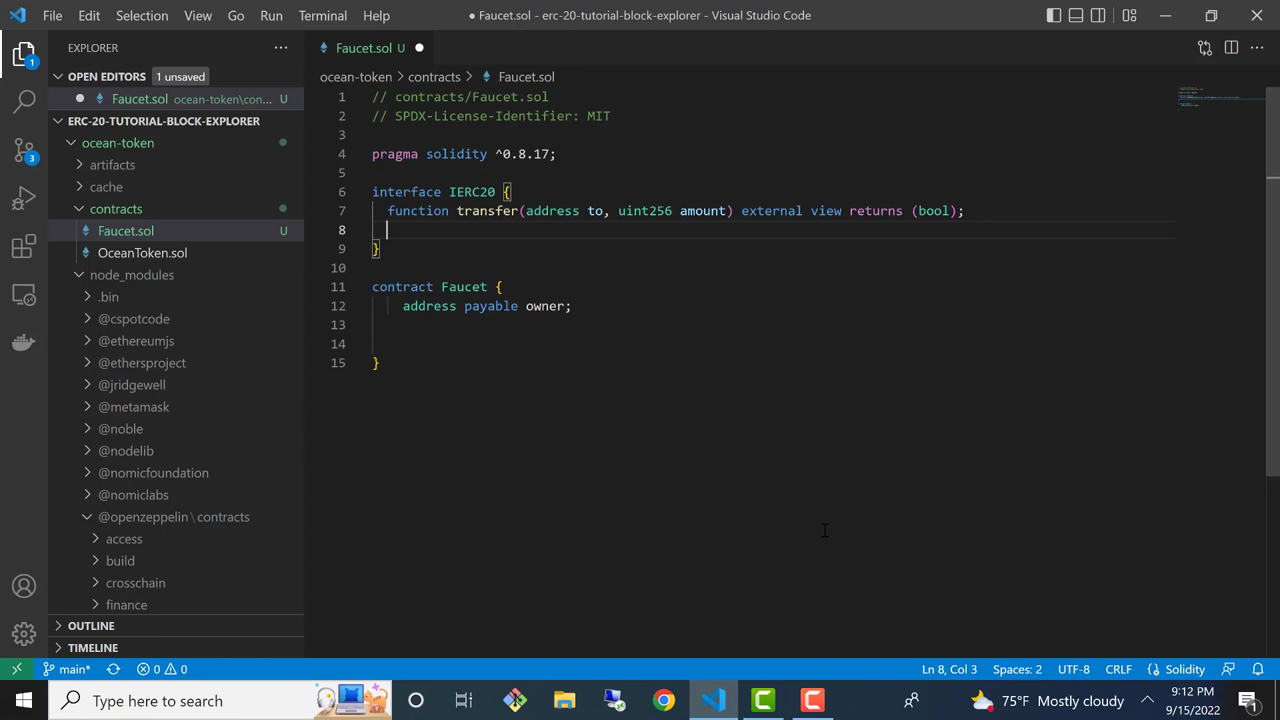 File Edit Selection View Go Run Terminal Help
● Faucet.sol - erc-20-tutorial-block-explorer - Visual Studio Code
EXPLORER
OPEN EDITORS 1 unsaved
Faucet.sol ocean-token\con... U
ERC-20-TUTORIAL-BLOCK-EXPLORER
ocean-token
artifacts
cache
contracts
Faucet.sol U
OceanToken.sol
node_modules
.bin
@cspotcode
@ethereumjs
@ethersproject
@jridgewell
@metamask
@noble
@nodelib
@nomicfoundation
@nomiclabs
@openzeppelin \ contracts
access
build
crosschain
finance
OUTLINE
TIMELINE
1
3
Faucet.sol U
ocean-token > contracts > Faucet.sol
1 // contracts/Faucet.sol
2 // SPDX-License-Identifier: MIT
3
4 pragma solidity ^0.8.17;
5
6 interface IERC20 {
7 function transfer(address to, uint256 amount) external view returns (bool);
8
9 }
10
11 contract Faucet {
12 address payable owner;
13
14
15 }
main* 0 0 Ln 8, Col 3 Spaces: 2 UTF-8 CRLF Solidity
Type here to search
75°F Mostly cloudy
9:12 PM
9/15/2022
1